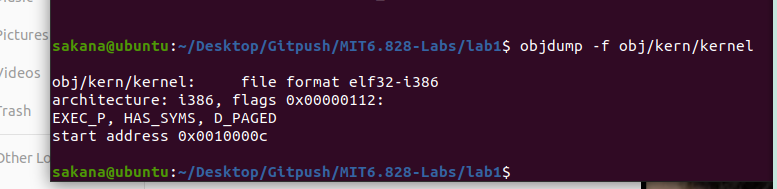 Pictures
Videos
Trash
Other Lo
sakana@ubuntu:~/Desktop/Gitpush/MIT6.828-Labs/lab1$ objdump -f obj/kern/kernel
obj/kern/kernel:     file format elf32-i386
architecture: i386, flags 0x00000112:
EXEC_P, HAS_SYMS, D_PAGED
start address 0x0010000c
sakana@ubuntu:~/Desktop/Gitpush/MIT6.828-Labs/lab1$